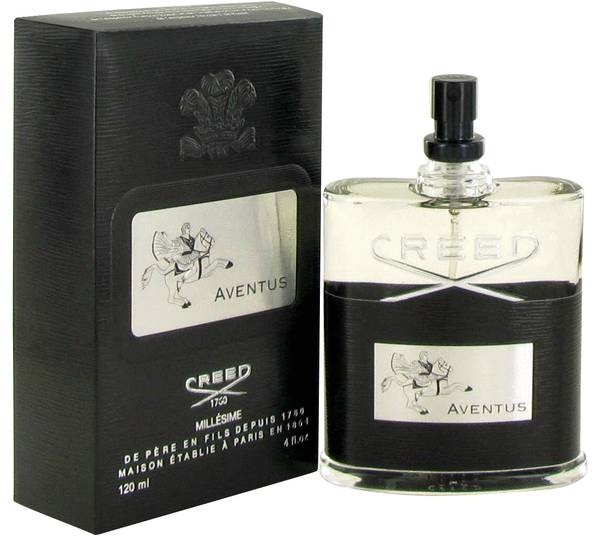 AVENTUS
CREED
1760
MILLÉSIME
DE PÈRE EN FILS DEPUIS 1760
MAISON ÉTABLIE À PARIS EN
120 ml 4 fl.oz
CREED
AVENTUS